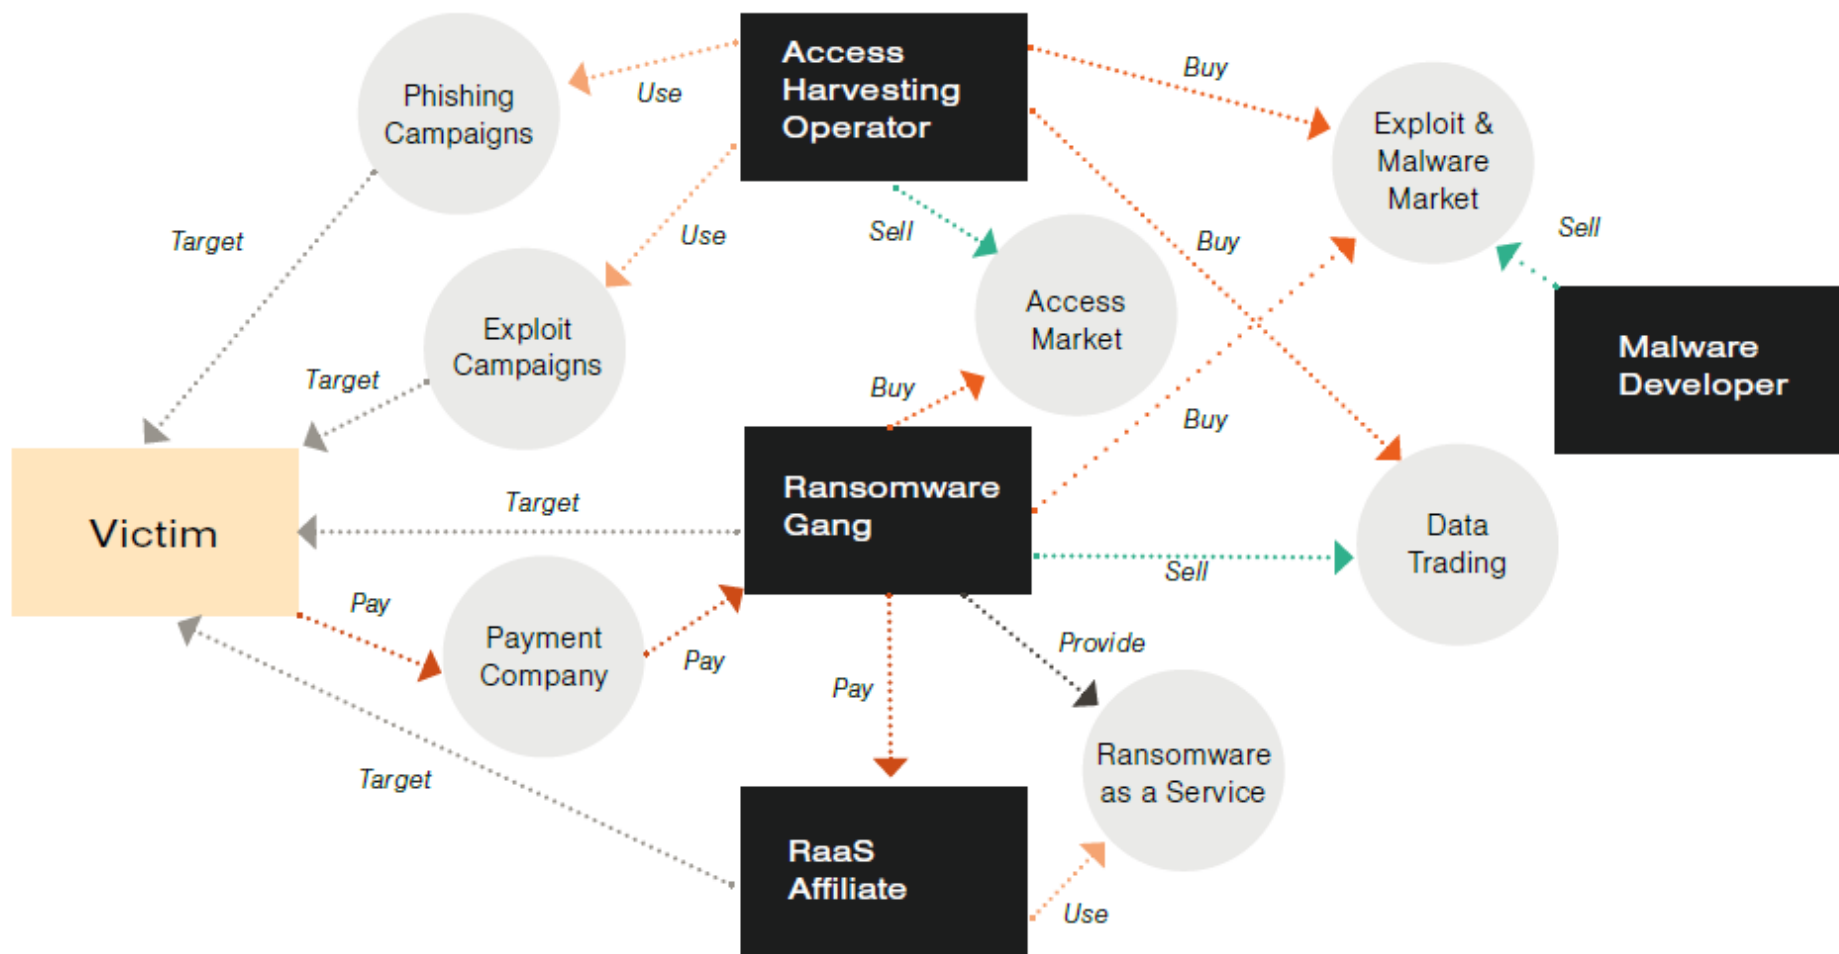 Access
Harvesting
Operator
Phishing
Campaigns
Use
Buy
Exploit &
Malware
Market
Target
Use
Sell
Buy
Sell
Exploit
Campaigns
Access
Market
Malware
Developer
Target
Buy
Buy
Victim
Target
Ransomware
Gang
Data
Trading
Sell
Pay
Payment
Company
Pay
Provide
Pay
Target
Ransomware
as a Service
RaaS
Affiliate
Use